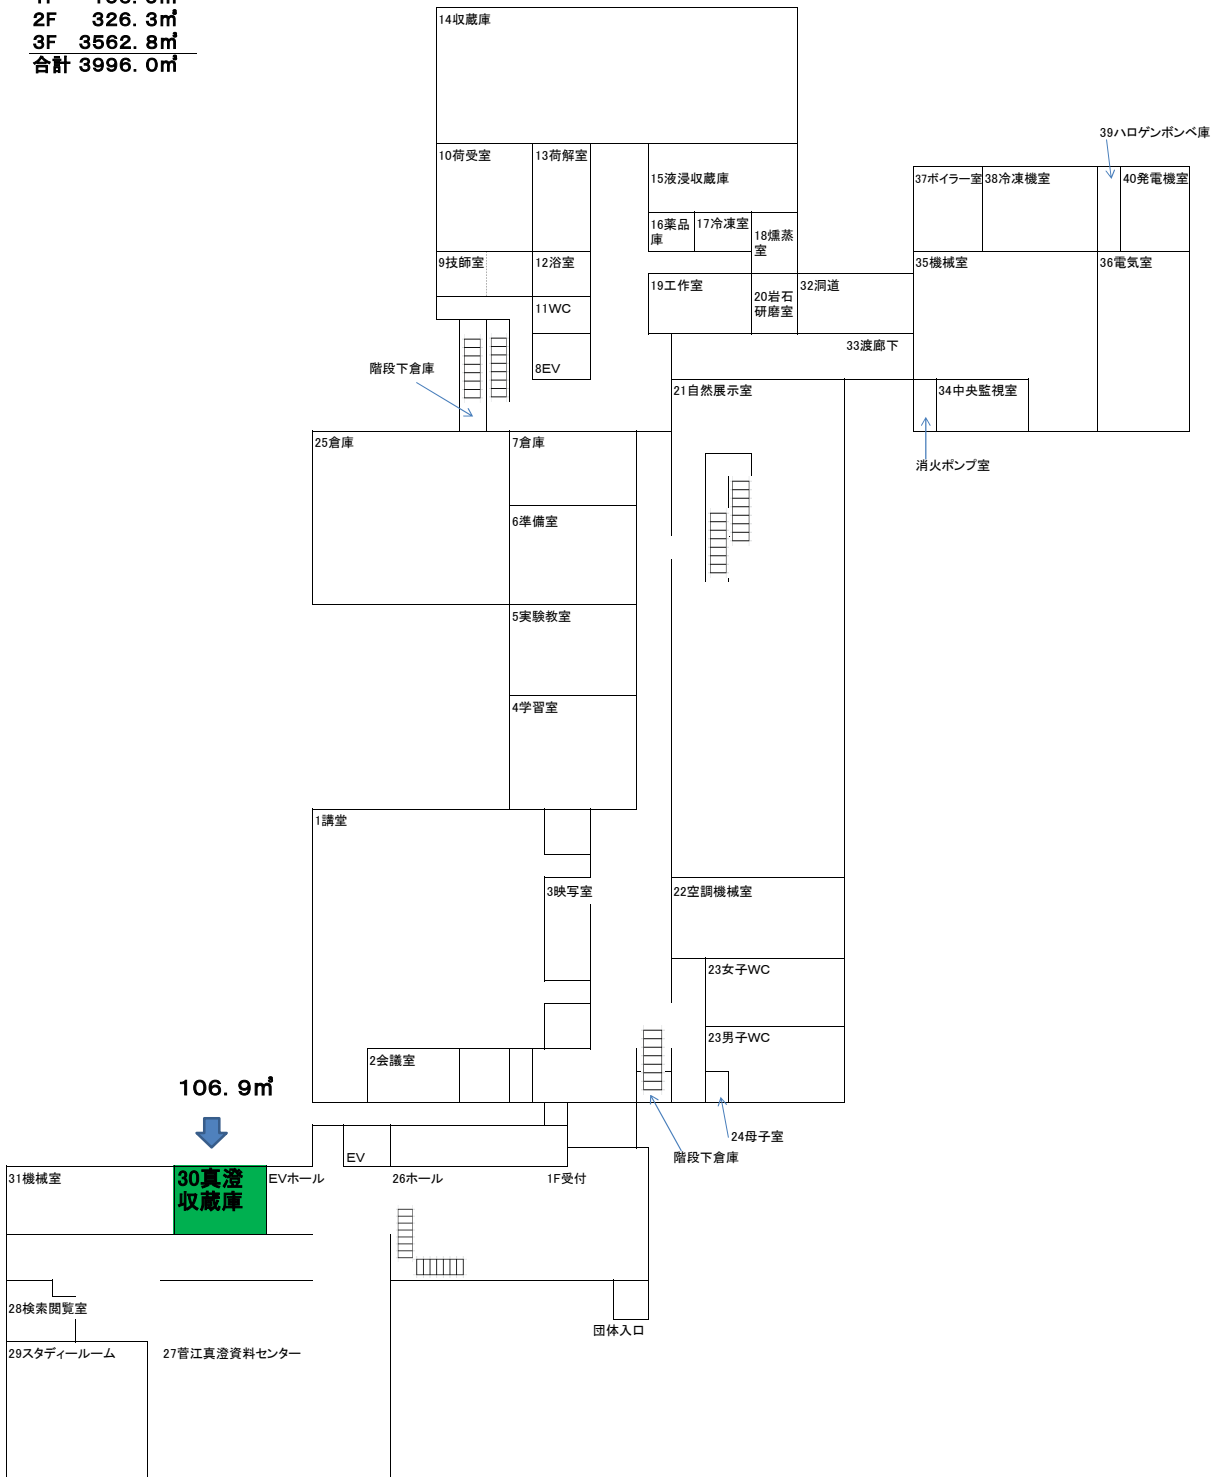 2F 326.3㎡
3F 3562.8㎡
合計 3996.0㎡
14収蔵庫
39ハロゲンボンベ庫
10荷受室
13荷解室
15液浸収蔵庫
37ボイラー室
38冷凍機室
40発電機室
16薬品
庫
17冷凍室
18燻蒸
室
9技師室
12浴室
35機械室
36電気室
19工作室
20岩石
研磨室
32洞道
11WC
33渡廊下
階段下倉庫
8EV
21自然展示室
34中央監視室
25倉庫
7倉庫
消火ポンプ室
6準備室
5実験教室
4学習室
1講堂
3映写室
22空調機械室
23女子WC
23男子WC
2会議室
106.9㎡
24母子室
階段下倉庫
EV
31機械室
30真澄
収蔵庫
EVホール
26ホール
1F受付
28検索閲覧室
団体入口
29スタディールーム
27菅江真澄資料センター